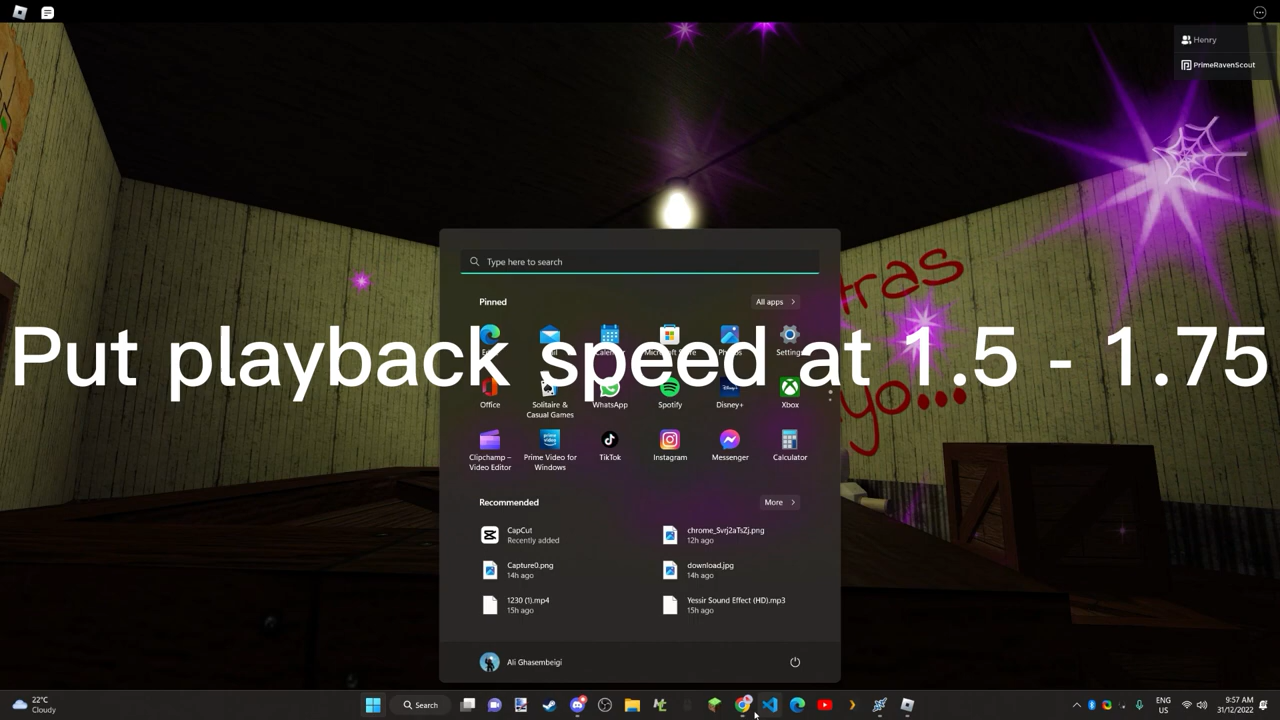 Henry
PrimeRavenScout
Type here to search
Pinned
All apps
Settings
Put playback speed at 1.5 - 1.75
Office
Solitaire &
Casual Games
WhatsApp
Spotify
Disney+
Xbox
Clipchamp –
Video Editor
Prime Video for
Windows
TikTok
Instagram
Messenger
Calculator
Recommended
More
CapCut
Recently added
chrome_Svrj2aTsZj.png
12h ago
Capture0.png
14h ago
download.jpg
14h ago
1230 (1).mp4
15h ago
Yessir Sound Effect (HD).mp3
15h ago
Ali Ghasembeigi
22°C
Cloudy
Search
ENG
US
9:57 AM
31/12/2022